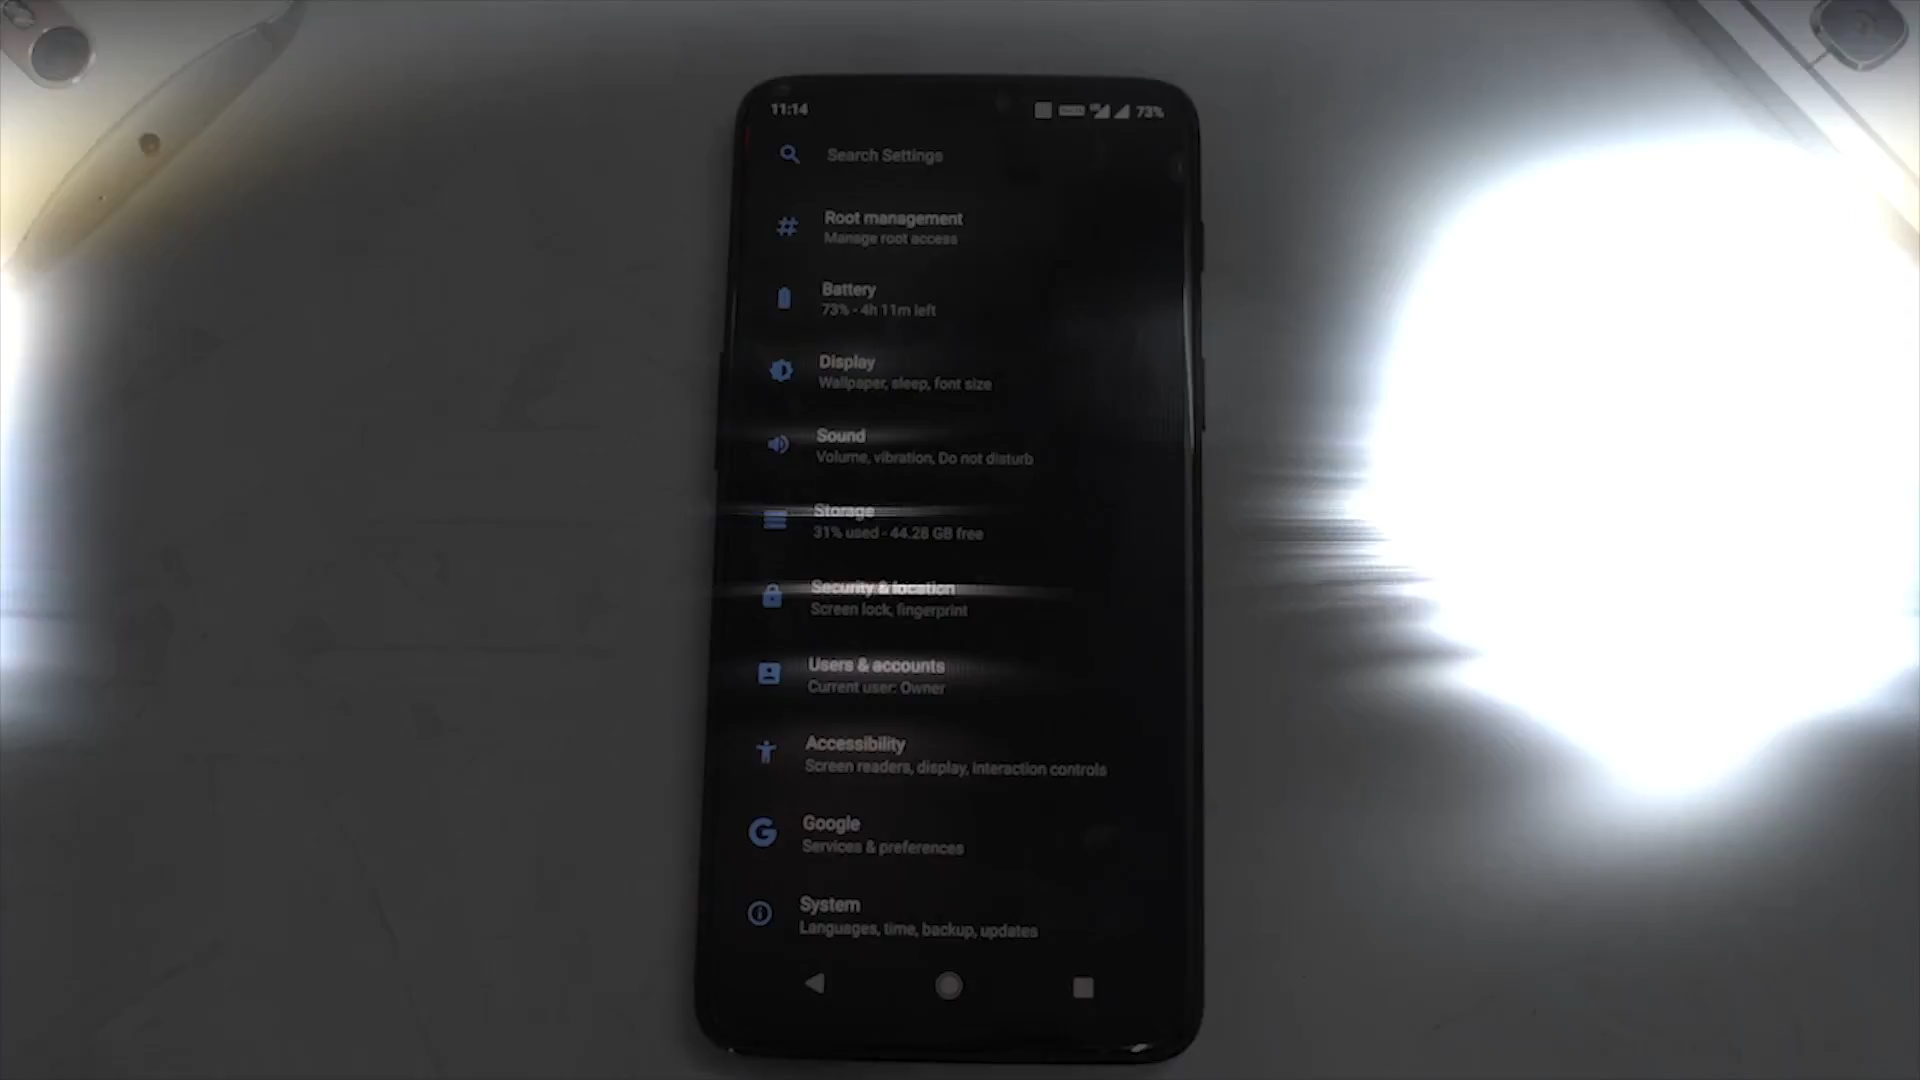 11:14
73%
Search Settings
Root management
Manage root access
Battery
73% - 4h 11m left
Display
Wallpaper, sleep, font size
Sound
Volume, vibration, Do not disturb
Storage
31% used - 44.28 GB free
Security & location
Screen lock, fingerprint
Users & accounts
Current user: Owner
Accessibility
Screen readers, display, interaction controls
Google
Services & preferences
System
Languages, time, backup, updates